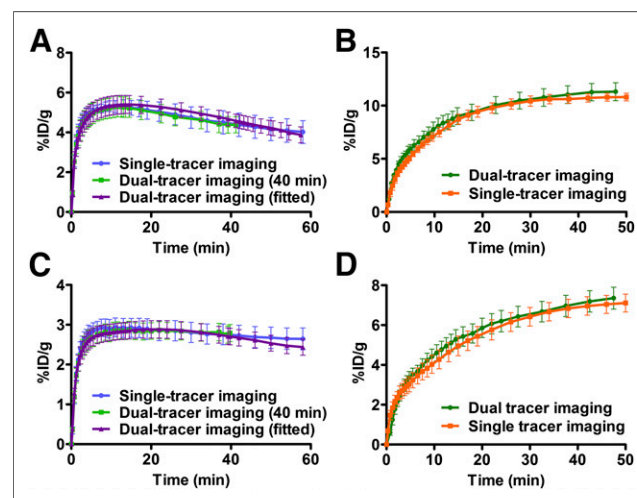 A
%ID/g
8
6
4
2
0
Single-tracer imaging
Dual-tracer imaging (40 min)
Dual-tracer imaging (fitted)
0 20 40 60
Time (min)
B
%ID/g
15
10
5
0
Dual-tracer imaging
Single-tracer imaging
0 10 20 30 40 50
Time (min)
C
%ID/g
5
4
3
2
1
0
Single-tracer imaging
Dual-tracer imaging (40 min)
Dual-tracer imaging (fitted)
0 20 40 60
Time (min)
D
%ID/g
8
6
4
2
0
Dual tracer imaging
Single tracer imaging
0 10 20 30 40 50
Time (min)